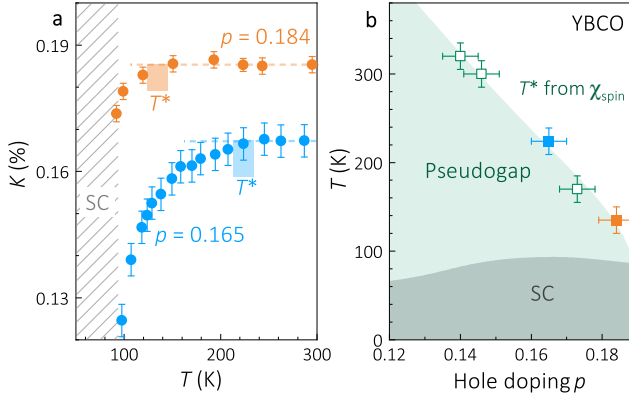 a
K (%)
0.19
0.16
0.13
p = 0.184
T*
SC
T*
p = 0.165
100
200
300
T (K)
b
YBCO
T (K)
300
200
100
0
T* from χspin
Pseudogap
SC
0.12
0.14
0.16
0.18
Hole doping p